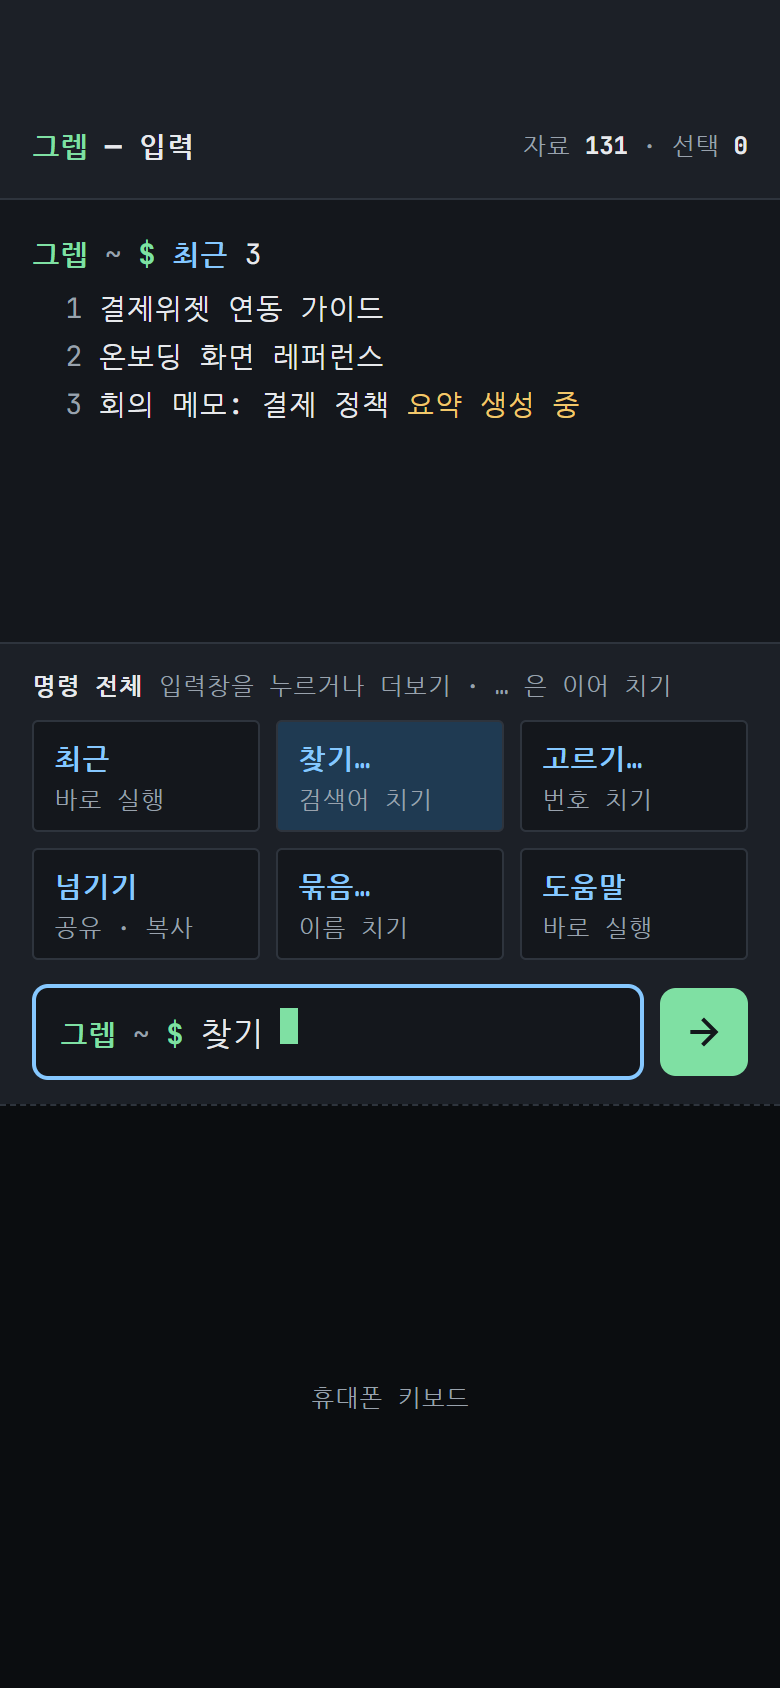 그렙 — 입력
자료 131 · 선택 0
그렙 ~ $ 최근 3
1 결제위젯 연동 가이드
2 온보딩 화면 레퍼런스
3 회의 메모: 결제 정책 요약 생성 중
명령 전체 입력창을 누르거나 더보기 · … 은 이어 치기
최근
바로 실행
찾기…
검색어 치기
고르기…
번호 치기
넘기기
공유 · 복사
묶음…
이름 치기
도움말
바로 실행
그렙 ~ $ 찾기
→
휴대폰 키보드